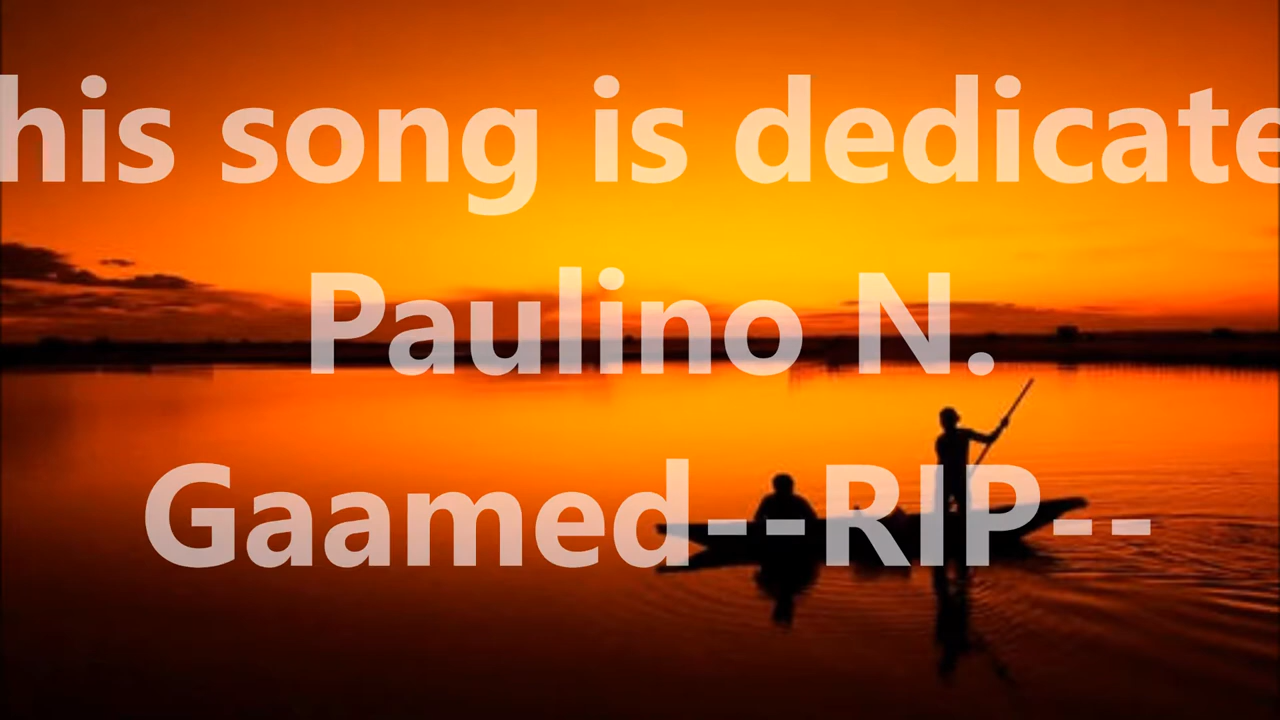 his song is dedicate
Paulino N.
Gaamed--RIP--